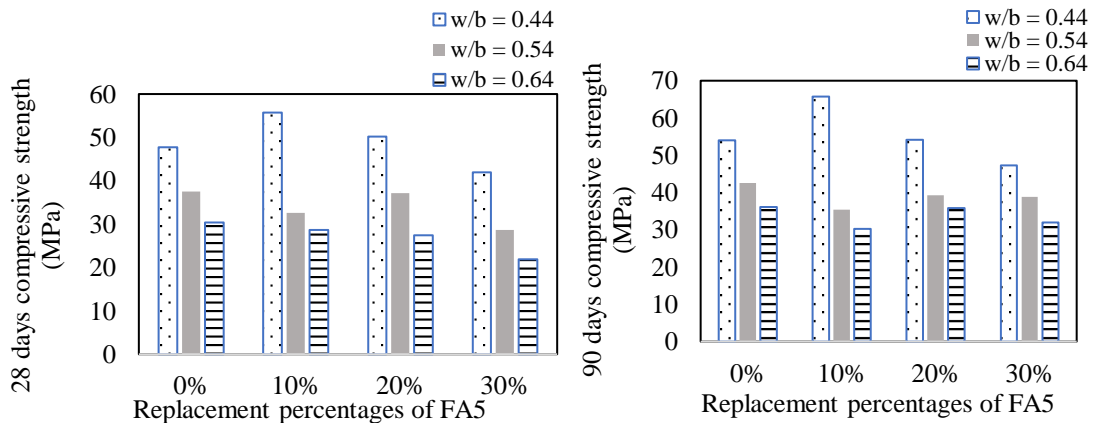 w/b = 0.44
w/b = 0.54
w/b = 0.64
28 days compressive strength
(MPa)
60
50
40
30
20
10
0
0% 10% 20% 30%
Replacement percentages of FA5
w/b = 0.44
w/b = 0.54
w/b = 0.64
90 days compressive strength
(MPa)
70
60
50
40
30
20
10
0
0% 10% 20% 30%
Replacement percentages of FA5